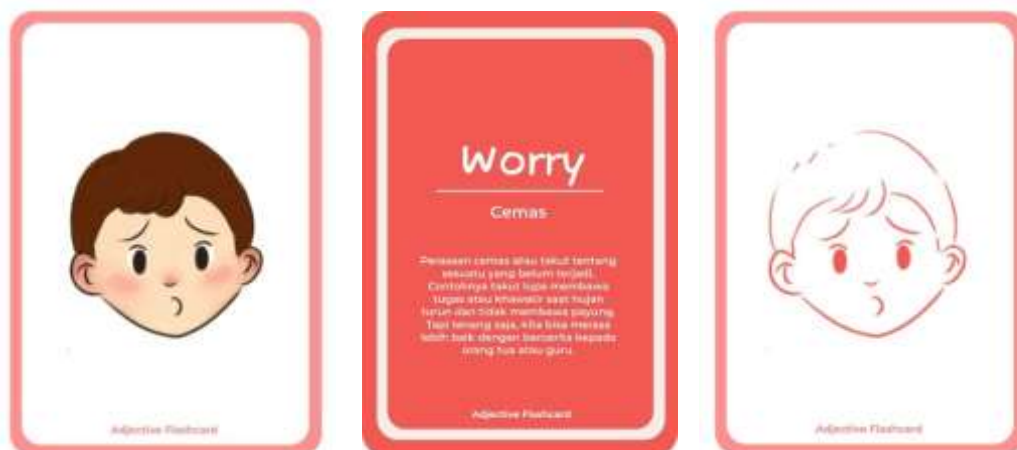 Adjective Flashcard
Worry
Cemas
Perasaan cemas atau takut tentang
sesuatu yang belum terjadi.
Contohnya takut lupa membawa
tugas atau khawatir saat hujan
turun dan tidak membawa payung.
Tapi tenang saja, kita bisa merasa
lebih baik dengan bercerita kepada
orang tua atau guru.
Adjective Flashcard
Adjective Flashcard